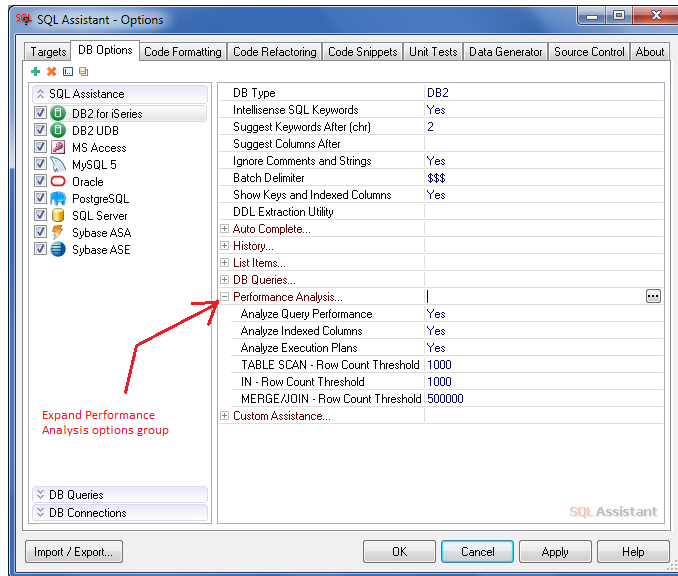 SQL Assistant - Options
Targets DB Options Code Formatting Code Refactoring Code Snippets Unit Tests Data Generator Source Control About
SQL Assistance
DB2 for iSeries
DB2 UDB
MS Access
MySQL 5
Oracle
PostgreSQL
SQL Server
Sybase ASA
Sybase ASE
DB Queries
DB Connections
DB Type DB2
Intellisense SQL Keywords Yes
Suggest Keywords After (chr) 2
Suggest Columns After
Ignore Comments and Strings Yes
Batch Delimiter $$$
Show Keys and Indexed Columns Yes
DDL Extraction Utility
Auto Complete...
History...
List Items...
DB Queries...
Performance Analysis...
Analyze Query Performance Yes
Analyze Indexed Columns Yes
Analyze Execution Plans Yes
TABLE SCAN - Row Count Threshold 1000
IN - Row Count Threshold 1000
MERGE/JOIN - Row Count Threshold 500000
Custom Assistance...
Expand Performance
Analysis options group
SQL Assistant
Import / Export... OK Cancel Apply Help